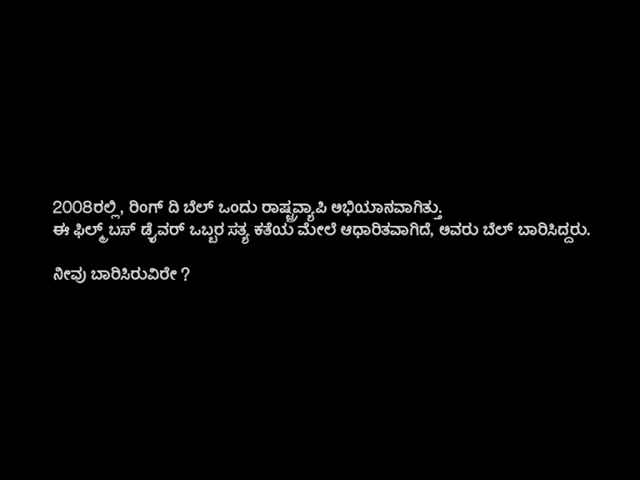 2008ರಲ್ಲಿ, ರಿಂಗ್ ದಿ ಬೆಲ್ ಒಂದು ರಾಷ್ಟ್ರವ್ಯಾಪಿ ಅಭಿಯಾನವಾಗಿತ್ತು.
ಈ ಫಿಲ್ಮ್ ಬಸ್ ಡ್ರೈವರ್ ಒಬ್ಬರ ಸತ್ಯ ಕತೆಯ ಮೇಲೆ ಆಧಾರಿತವಾಗಿದೆ, ಅವರು ಬೆಲ್ ಬಾರಿಸಿದ್ದರು.
ನೀವು ಬಾರಿಸಿರುವಿರೇ ?